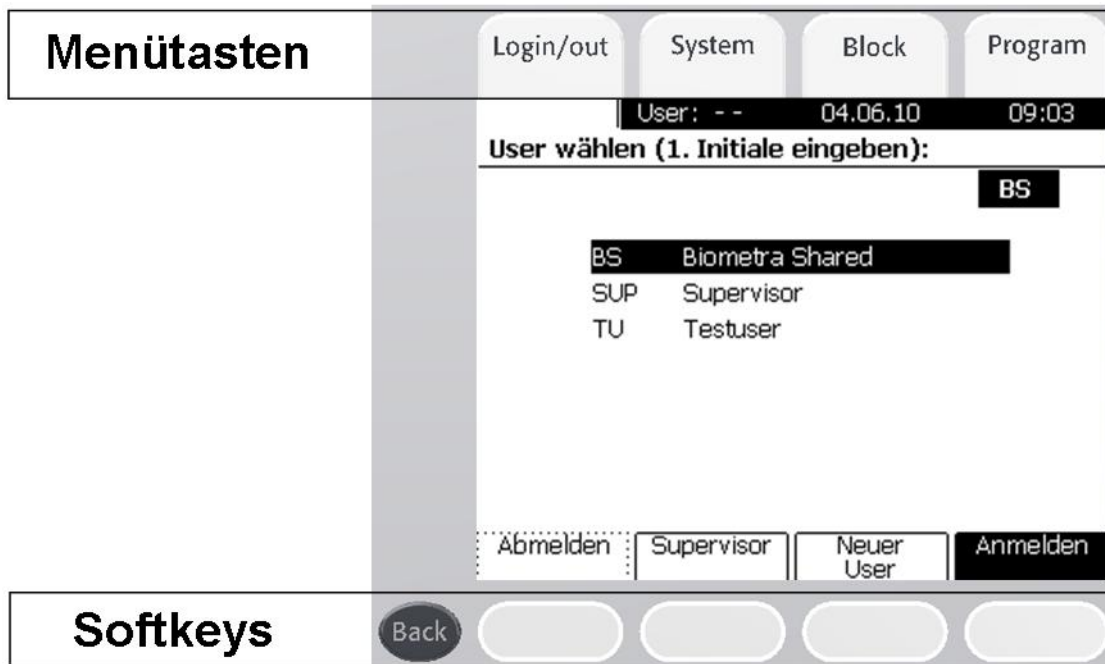 Menütasten
Login/out System Block Program
User: - - 04.06.10 09:03
User wählen (1. Initiale eingeben):
BS
BS Biometra Shared
SUP Supervisor
TU Testuser
Abmelden Supervisor Neuer User Anmelden
Softkeys Back